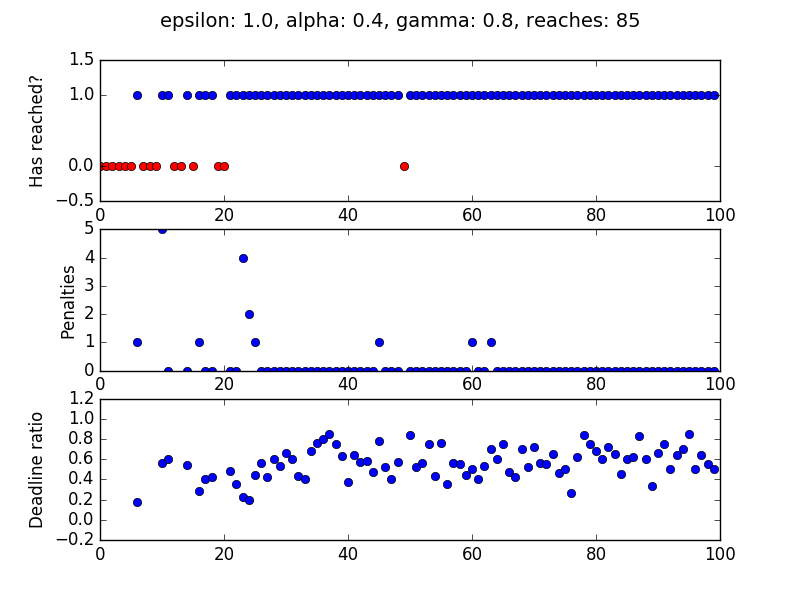 epsilon: 1.0, alpha: 0.4, gamma: 0.8, reaches: 85
Has reached?
1.5
1.0
0.0
−0.5
0 20 40 60 80 100
Penalties
5
4
3
2
1
0
0 20 40 60 80 100
Deadline ratio
1.2
1.0
0.8
0.6
0.4
0.2
0.0
−0.2
0 20 40 60 80 100